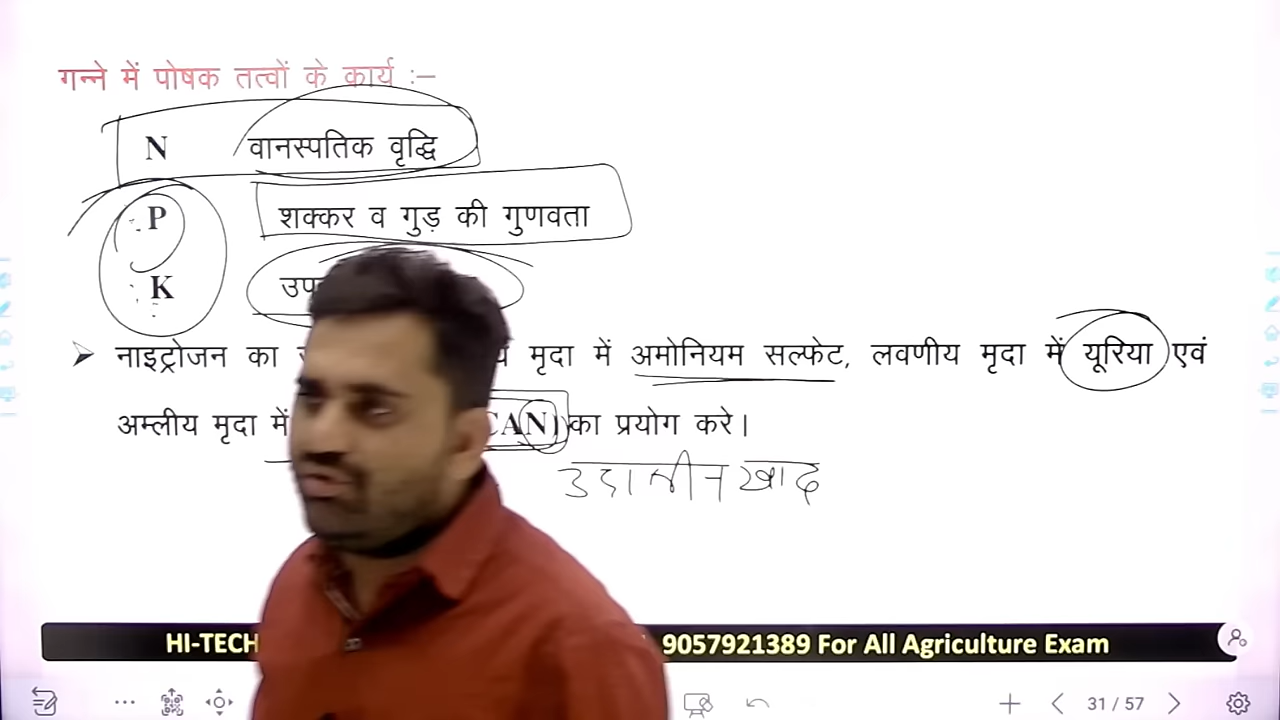 गन्ने में पोषक तत्वों के कार्य :–
N वानस्पतिक वृद्धि
P शक्कर व गुड़ की गुणवता
K
नाइट्रोजन का मृदा में अमोनियम सल्फेट, लवणीय मृदा में यूरिया एवं
अम्लीय मृदा में CAN) का प्रयोग करे।
उदासीन खाद
HI-TECH 9057921389 For All Agriculture Exam
31 / 57